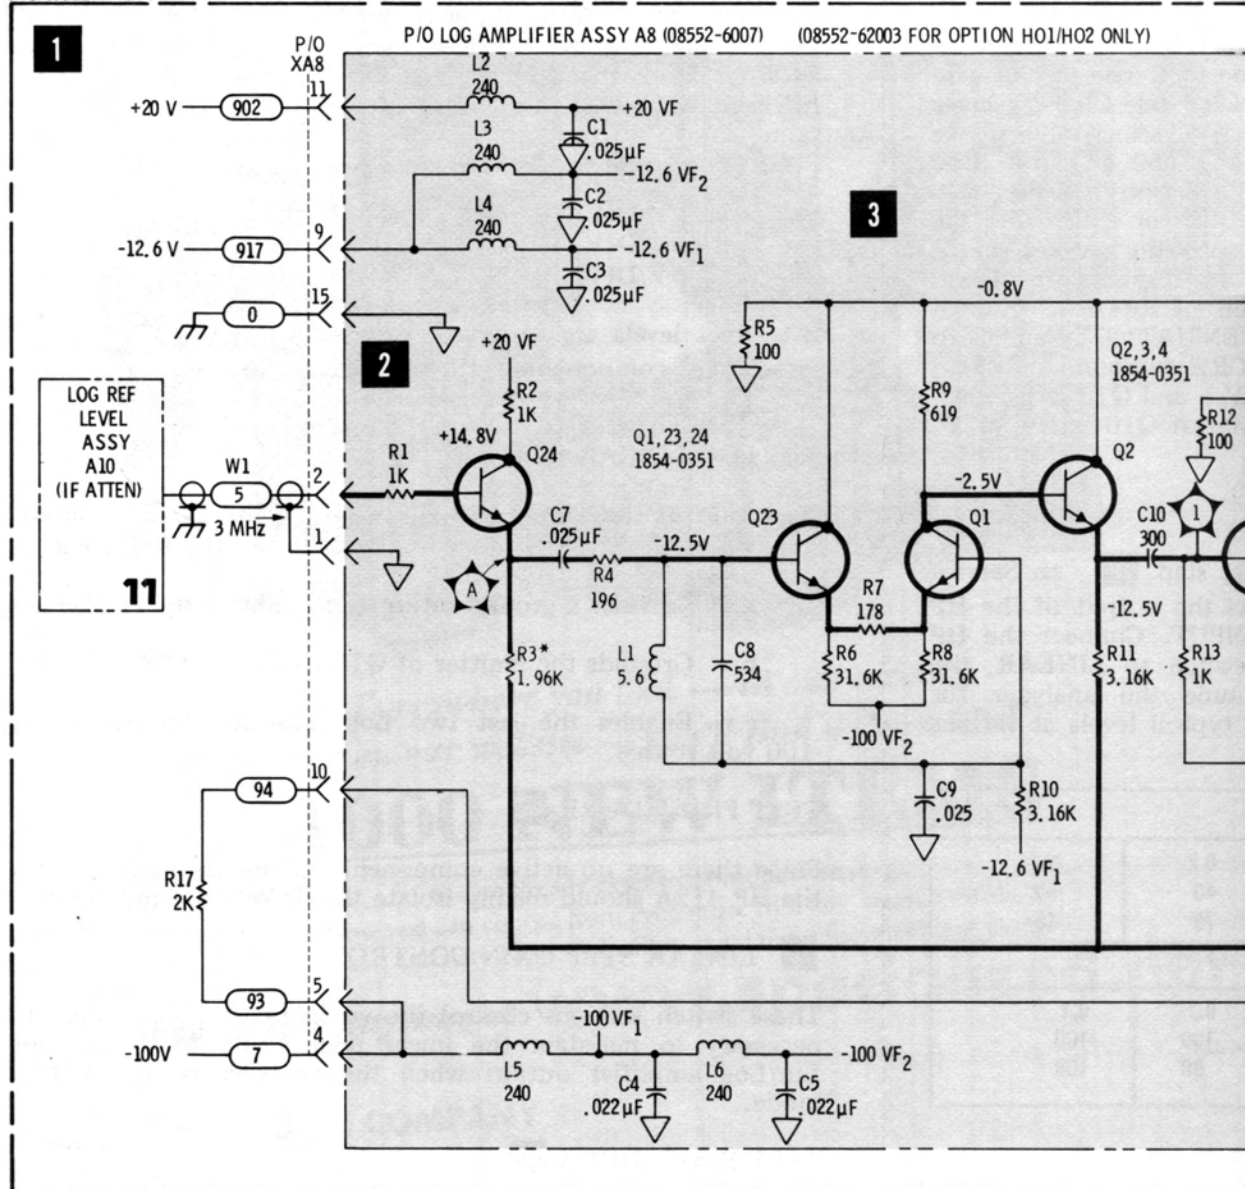 1
P/O LOG AMPLIFIER ASSY A8 (08552-6007) (08552-62003 FOR OPTION HO1/HO2 ONLY)
P/O
XA8
11
+20 V
902
L2
240
+20 VF
C1
.025µF
L3
240
-12.6 VF2
C2
.025µF
L4
240
9
-12.6 V
917
-12.6 VF1
C3
.025µF
15
0
3
2
-0.8V
R5
100
+20 VF
R2
1K
+14.8V
Q24
Q1,23,24
1854-0351
R9
619
Q2,3,4
1854-0351
R12
100
LOG REF
LEVEL
ASSY
A10
(IF ATTEN)
11
W1
5
3 MHz
2
1
R1
1K
C7
.025µF
R4
196
-12.5V
Q23
-2.5V
Q1
Q2
C10
300
1
A
R7
178
-12.5V
R3*
1.96K
L1
5.6
C8
534
R6
31.6K
R8
31.6K
R11
3.16K
R13
1K
-100 VF2
C9
.025
R10
3.16K
-12.6 VF1
10
94
R17
2K
5
93
4
-100V
7
L5
240
-100 VF1
C4
.022µF
L6
240
C5
.022µF
-100 VF2